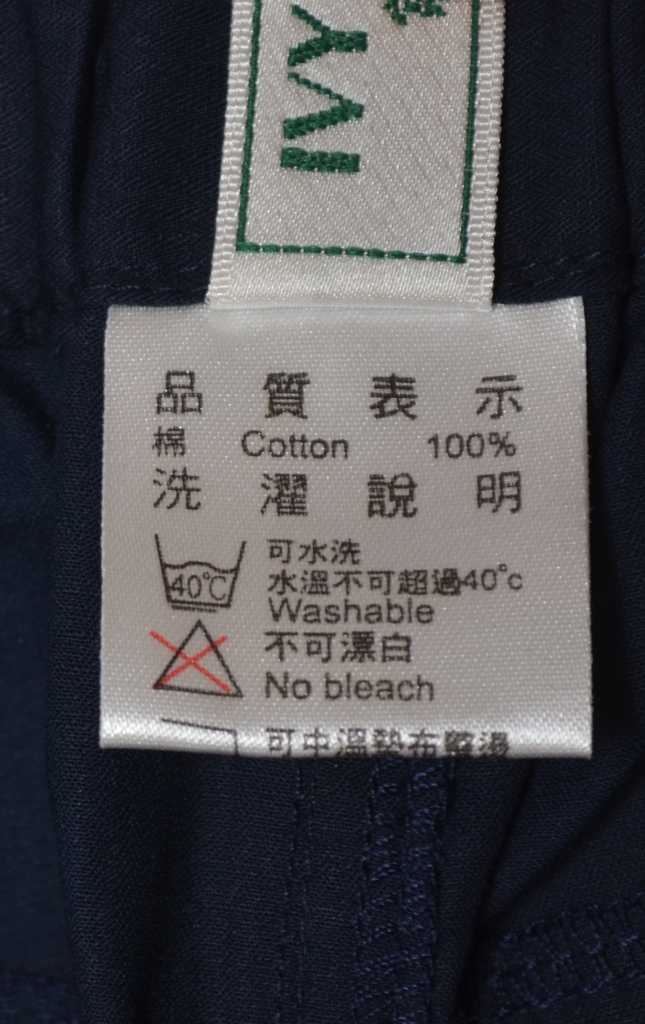 IVY
品質表示
棉 Cotton 100%
洗濯說明
40℃
可水洗
水溫不可超過40°c
Washable
不可漂白
No bleach
可中溫墊布整燙